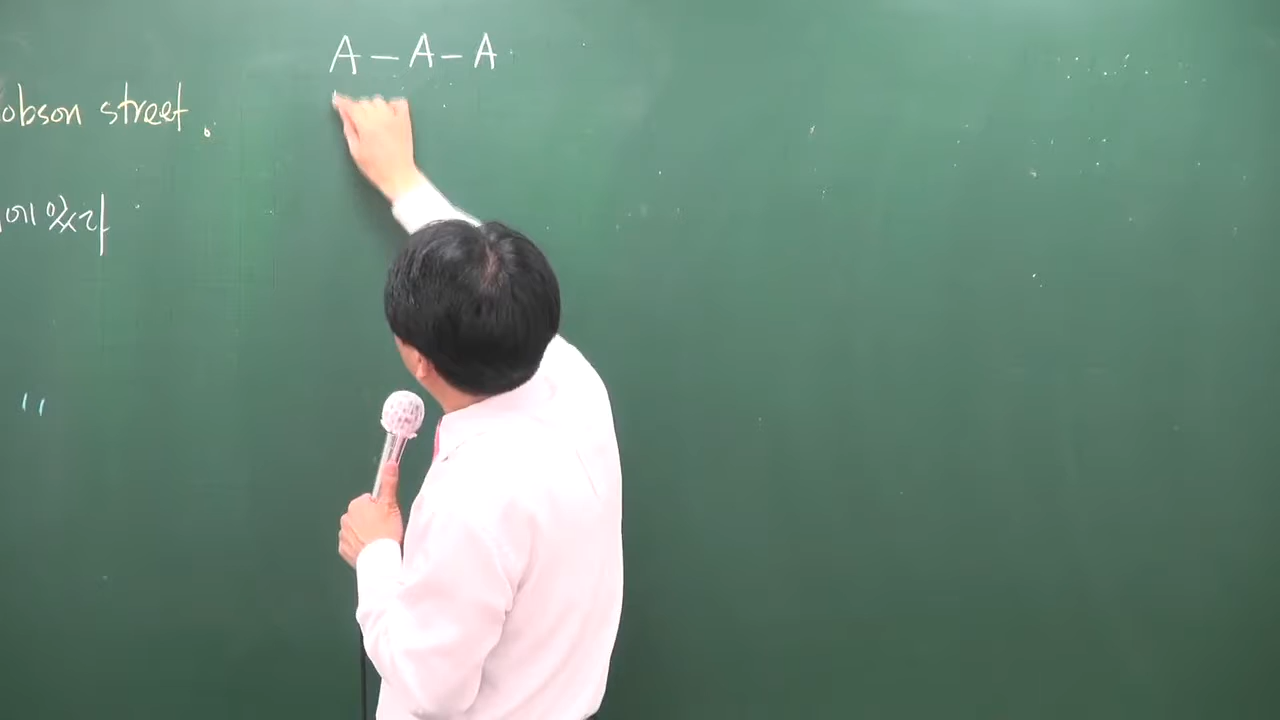 A – A – A
obson street.
에 있다
"